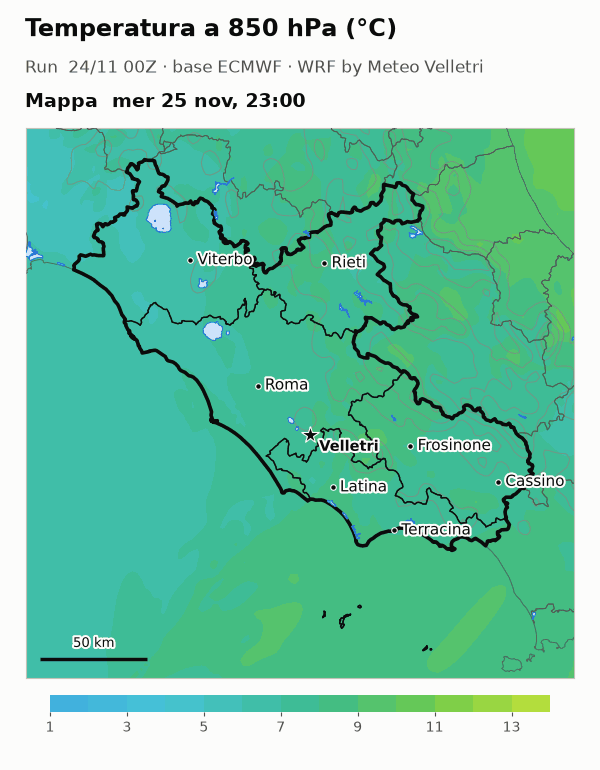 Temperatura a 850 hPa (°C)
Run  24/11 00Z · base ECMWF · WRF by Meteo Velletri
Mappa  mer 25 nov, 23:00
Viterbo
Rieti
Roma
Velletri
Frosinone
Latina
Cassino
Terracina
50 km
1 3 5 7 9 11 13